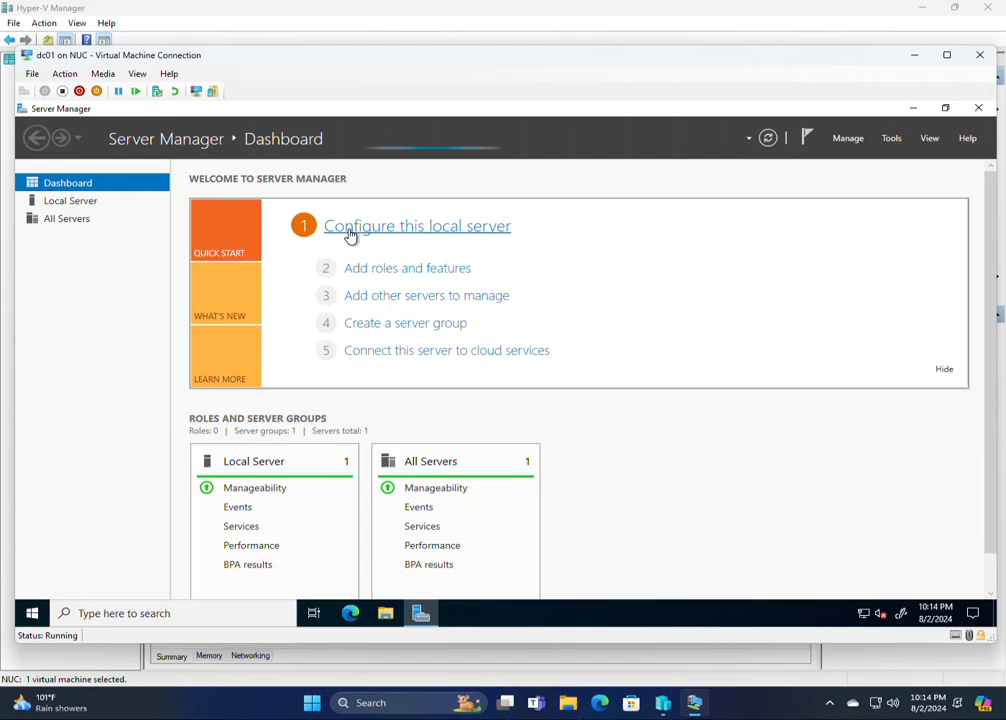 Hyper-V Manager
File Action View Help
dc01 on NUC - Virtual Machine Connection
File Action Media View Help
Server Manager
Server Manager Dashboard
Manage Tools View Help
Dashboard
Local Server
All Servers
WELCOME TO SERVER MANAGER
QUICK START
WHAT'S NEW
LEARN MORE
1 Configure this local server
2 Add roles and features
3 Add other servers to manage
4 Create a server group
5 Connect this server to cloud services
Hide
ROLES AND SERVER GROUPS
Roles: 0 | Server groups: 1 | Servers total: 1
Local Server 1
Manageability
Events
Services
Performance
BPA results
All Servers 1
Manageability
Events
Services
Performance
BPA results
Type here to search
10:14 PM
8/2/2024
Status: Running
Summary Memory Networking
NUC: 1 virtual machine selected.
101°F
Rain showers
Search
10:14 PM
8/2/2024